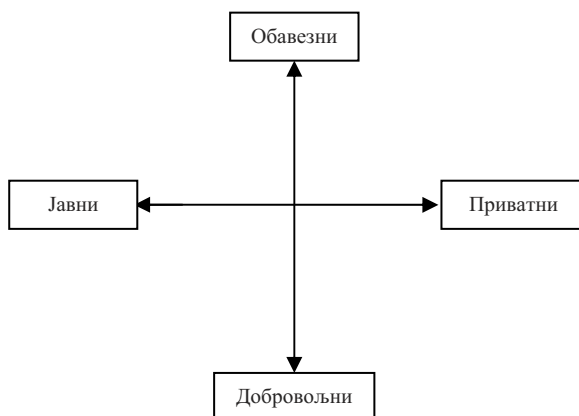 Обавезни
Јавни
Приватни
Добровољни